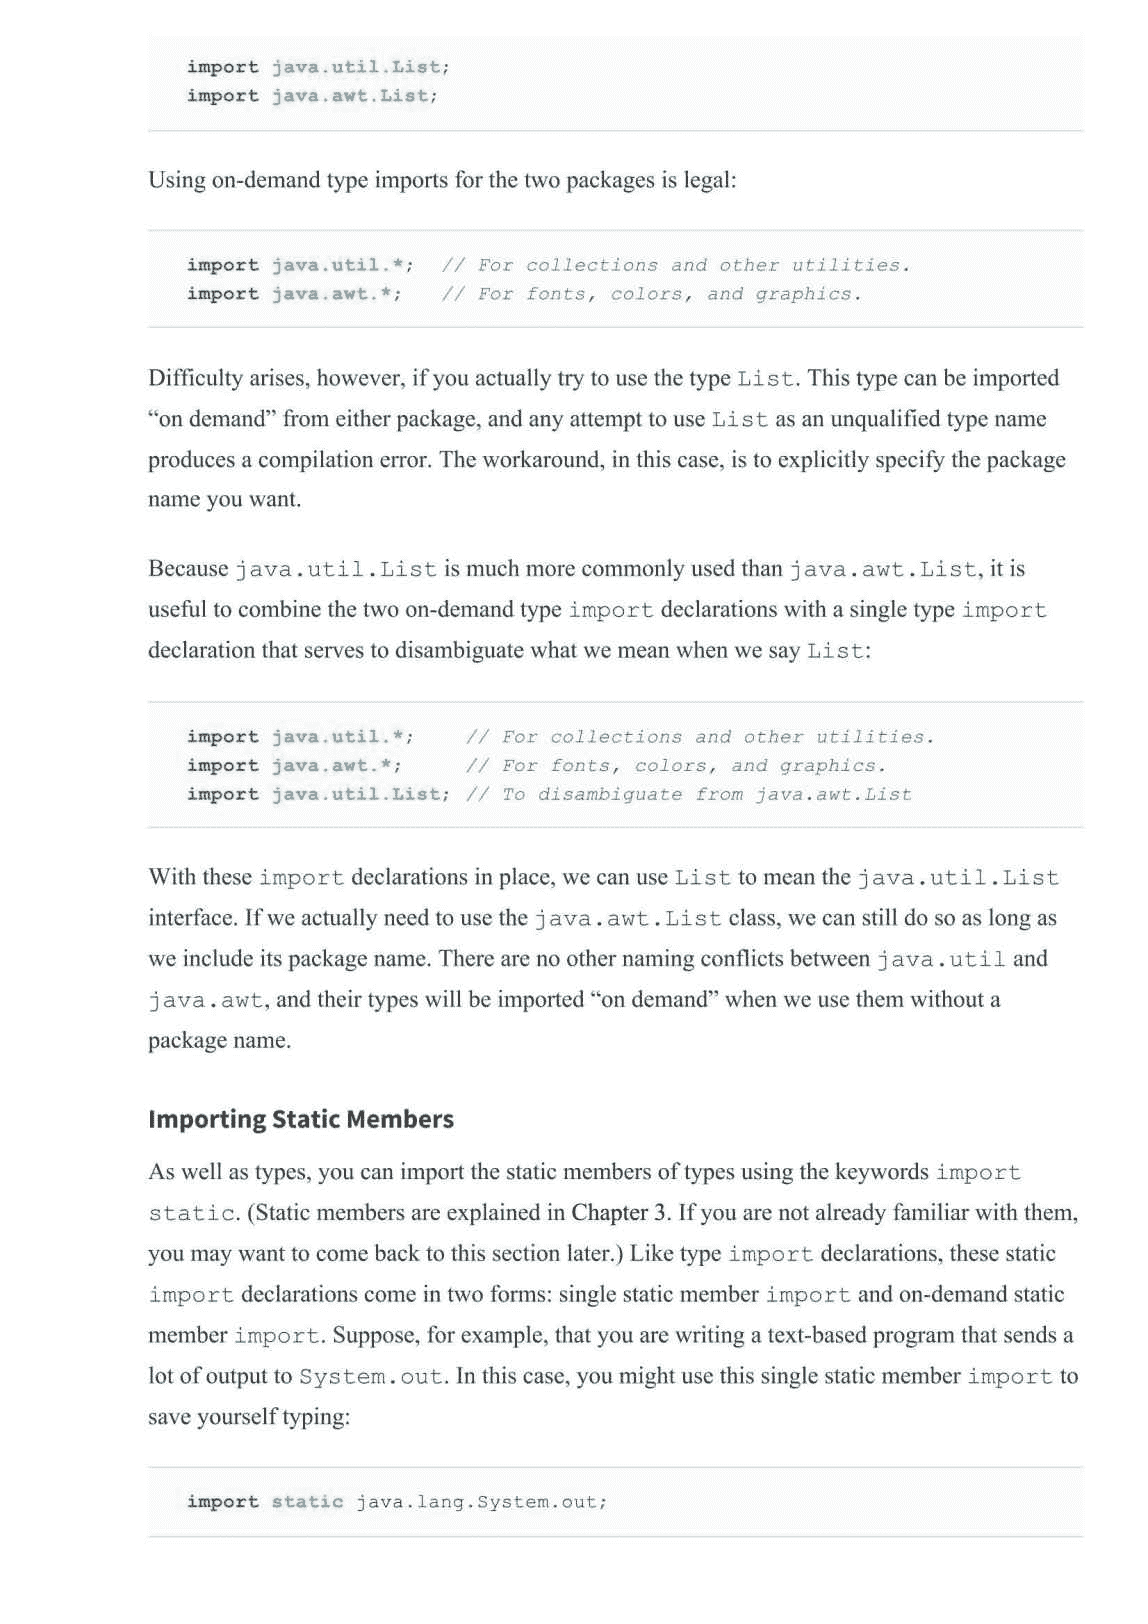 import java.util.List;
import java.awt.List;
Using on-demand type imports for the two packages is legal:
import java.util.*;  // For collections and other utilities.
import java.awt.*;   // For fonts, colors, and graphics.
Difficulty arises, however, if you actually try to use the type List. This type can be imported
“on demand” from either package, and any attempt to use List as an unqualified type name
produces a compilation error. The workaround, in this case, is to explicitly specify the package
name you want.
Because java.util.List is much more commonly used than java.awt.List, it is
useful to combine the two on-demand type import declarations with a single type import
declaration that serves to disambiguate what we mean when we say List:
import java.util.*;    // For collections and other utilities.
import java.awt.*;     // For fonts, colors, and graphics.
import java.util.List; // To disambiguate from java.awt.List
With these import declarations in place, we can use List to mean the java.util.List
interface. If we actually need to use the java.awt.List class, we can still do so as long as
we include its package name. There are no other naming conflicts between java.util and
java.awt, and their types will be imported “on demand” when we use them without a
package name.
Importing Static Members
As well as types, you can import the static members of types using the keywords import
static. (Static members are explained in Chapter 3. If you are not already familiar with them,
you may want to come back to this section later.) Like type import declarations, these static
import declarations come in two forms: single static member import and on-demand static
member import. Suppose, for example, that you are writing a text-based program that sends a
lot of output to System.out. In this case, you might use this single static member import to
save yourself typing:
import static java.lang.System.out;